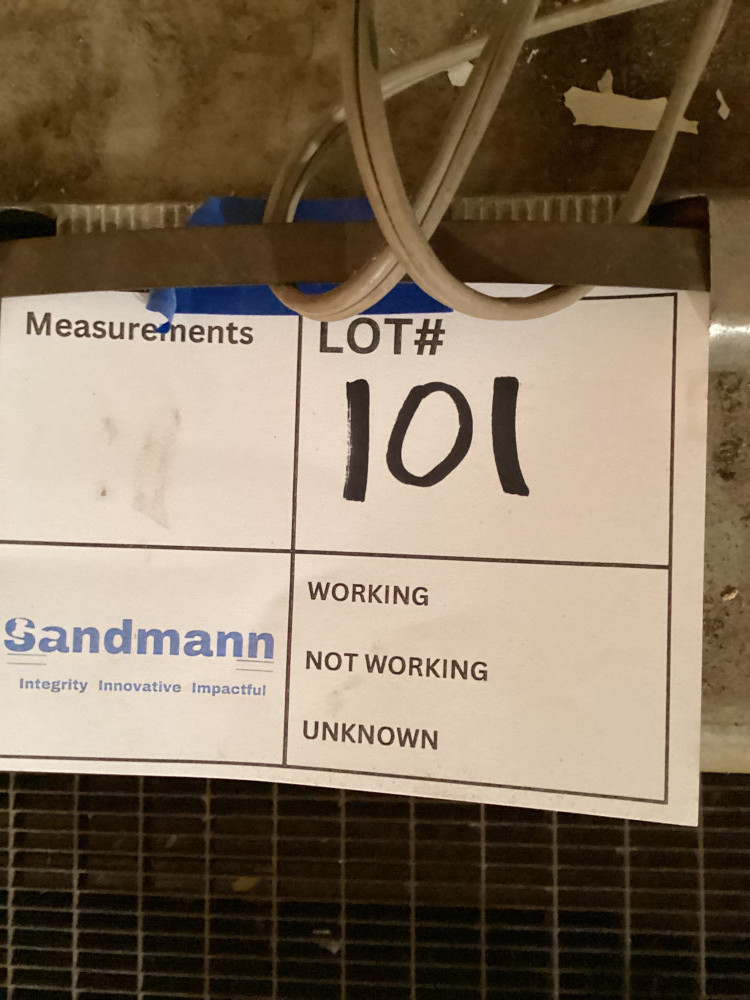 Measurements
LOT#
101
Sandmann
Integrity Innovative Impactful
WORKING
NOT WORKING
UNKNOWN